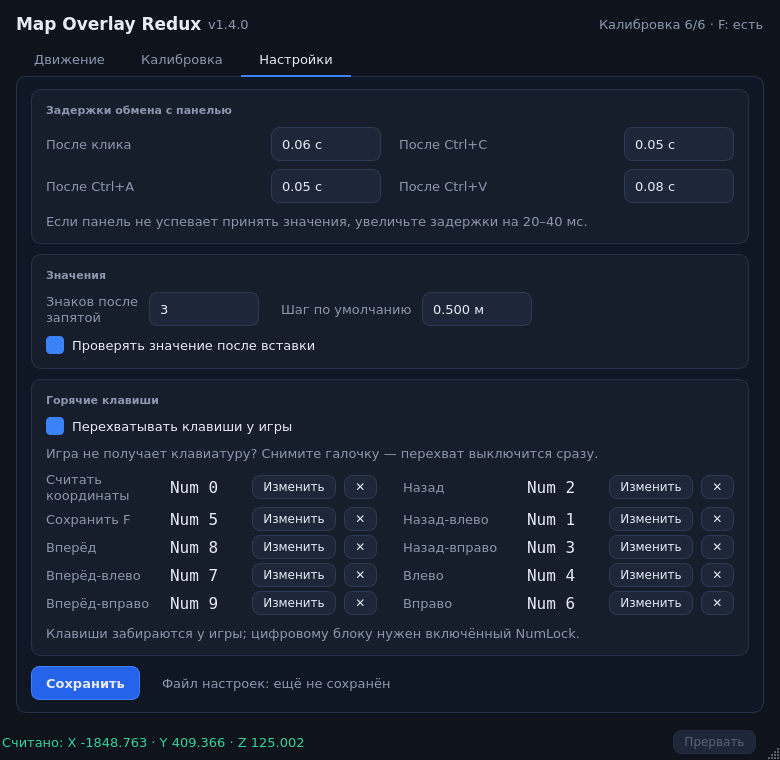 Map Overlay Redux v1.4.0 Калибровка 6/6 · F: есть
Движение Калибровка Настройки
Задержки обмена с панелью
После клика 0.06 с После Ctrl+C 0.05 с
После Ctrl+A 0.05 с После Ctrl+V 0.08 с
Если панель не успевает принять значения, увеличьте задержки на 20–40 мс.
Значения
Знаков после
запятой 3 Шаг по умолчанию 0.500 м
Проверять значение после вставки
Горячие клавиши
Перехватывать клавиши у игры
Игра не получает клавиатуру? Снимите галочку — перехват выключится сразу.
Считать
координаты Num 0 Изменить ✕ Назад Num 2 Изменить ✕
Сохранить F Num 5 Изменить ✕ Назад-влево Num 1 Изменить ✕
Вперёд Num 8 Изменить ✕ Назад-вправо Num 3 Изменить ✕
Вперёд-влево Num 7 Изменить ✕ Влево Num 4 Изменить ✕
Вперёд-вправо Num 9 Изменить ✕ Вправо Num 6 Изменить ✕
Клавиши забираются у игры; цифровому блоку нужен включённый NumLock.
Сохранить Файл настроек: ещё не сохранён
Считано: X -1848.763 · Y 409.366 · Z 125.002 Прервать